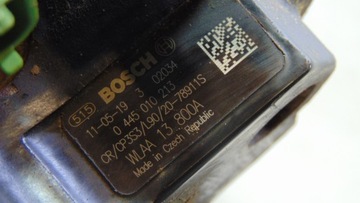 BOSCH
515
02034
11-05-19 3
0 445 010 213
CR/CP3S3/L90/20-78911S
WLAA 13 800A
Made in Czech Republic